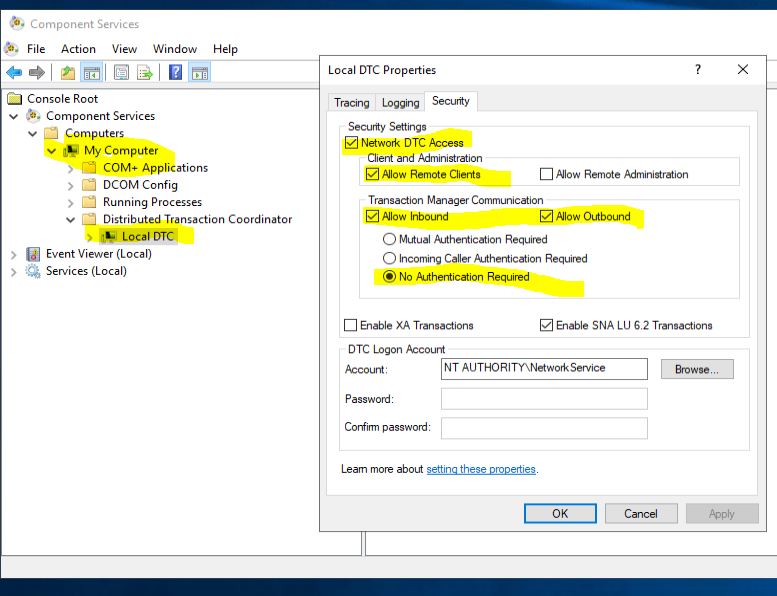 Component Services
File Action View Window Help
Console Root
Component Services
Computers
My Computer
COM+ Applications
DCOM Config
Running Processes
Distributed Transaction Coordinator
Local DTC
Event Viewer (Local)
Services (Local)
Local DTC Properties
Tracing Logging Security
Security Settings
Network DTC Access
Client and Administration
Allow Remote Clients Allow Remote Administration
Transaction Manager Communication
Allow Inbound Allow Outbound
Mutual Authentication Required
Incoming Caller Authentication Required
No Authentication Required
Enable XA Transactions Enable SNA LU 6.2 Transactions
DTC Logon Account
Account: NT AUTHORITY\NetworkService Browse...
Password:
Confirm password:
Learn more about setting these properties.
OK Cancel Apply